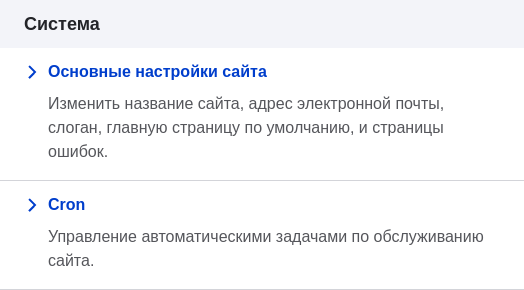 Система
Основные настройки сайта
Изменить название сайта, адрес электронной почты,
слоган, главную страницу по умолчанию, и страницы
ошибок.
Cron
Управление автоматическими задачами по обслуживанию
сайта.